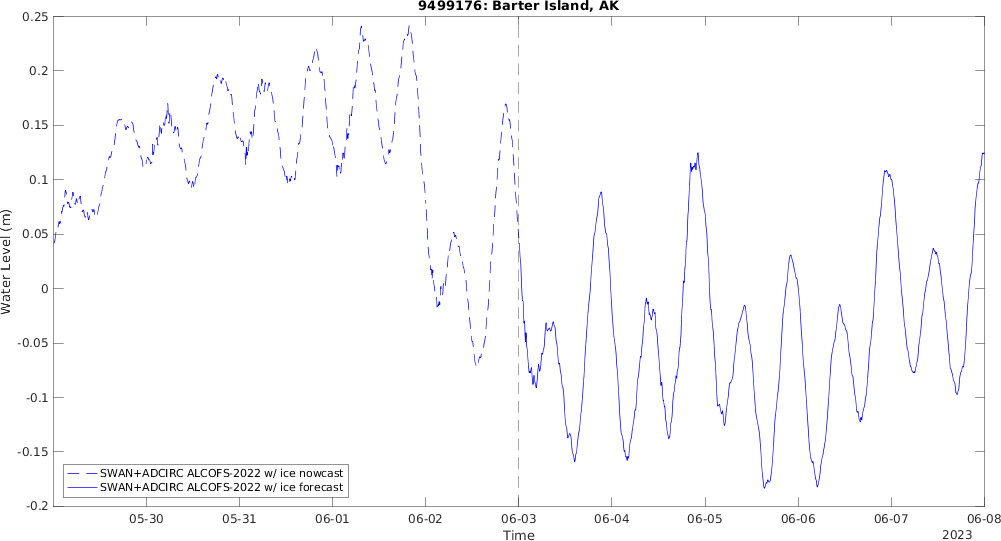 9499176: Barter Island, AK
0.25
0.2
0.15
0.1
0.05
0
-0.05
-0.1
-0.15
-0.2
Water Level (m)
SWAN+ADCIRC ALCOFS-2022 w/ ice nowcast
SWAN+ADCIRC ALCOFS-2022 w/ ice forecast
05-30 05-31 06-01 06-02 06-03 06-04 06-05 06-06 06-07 06-08
Time
2023